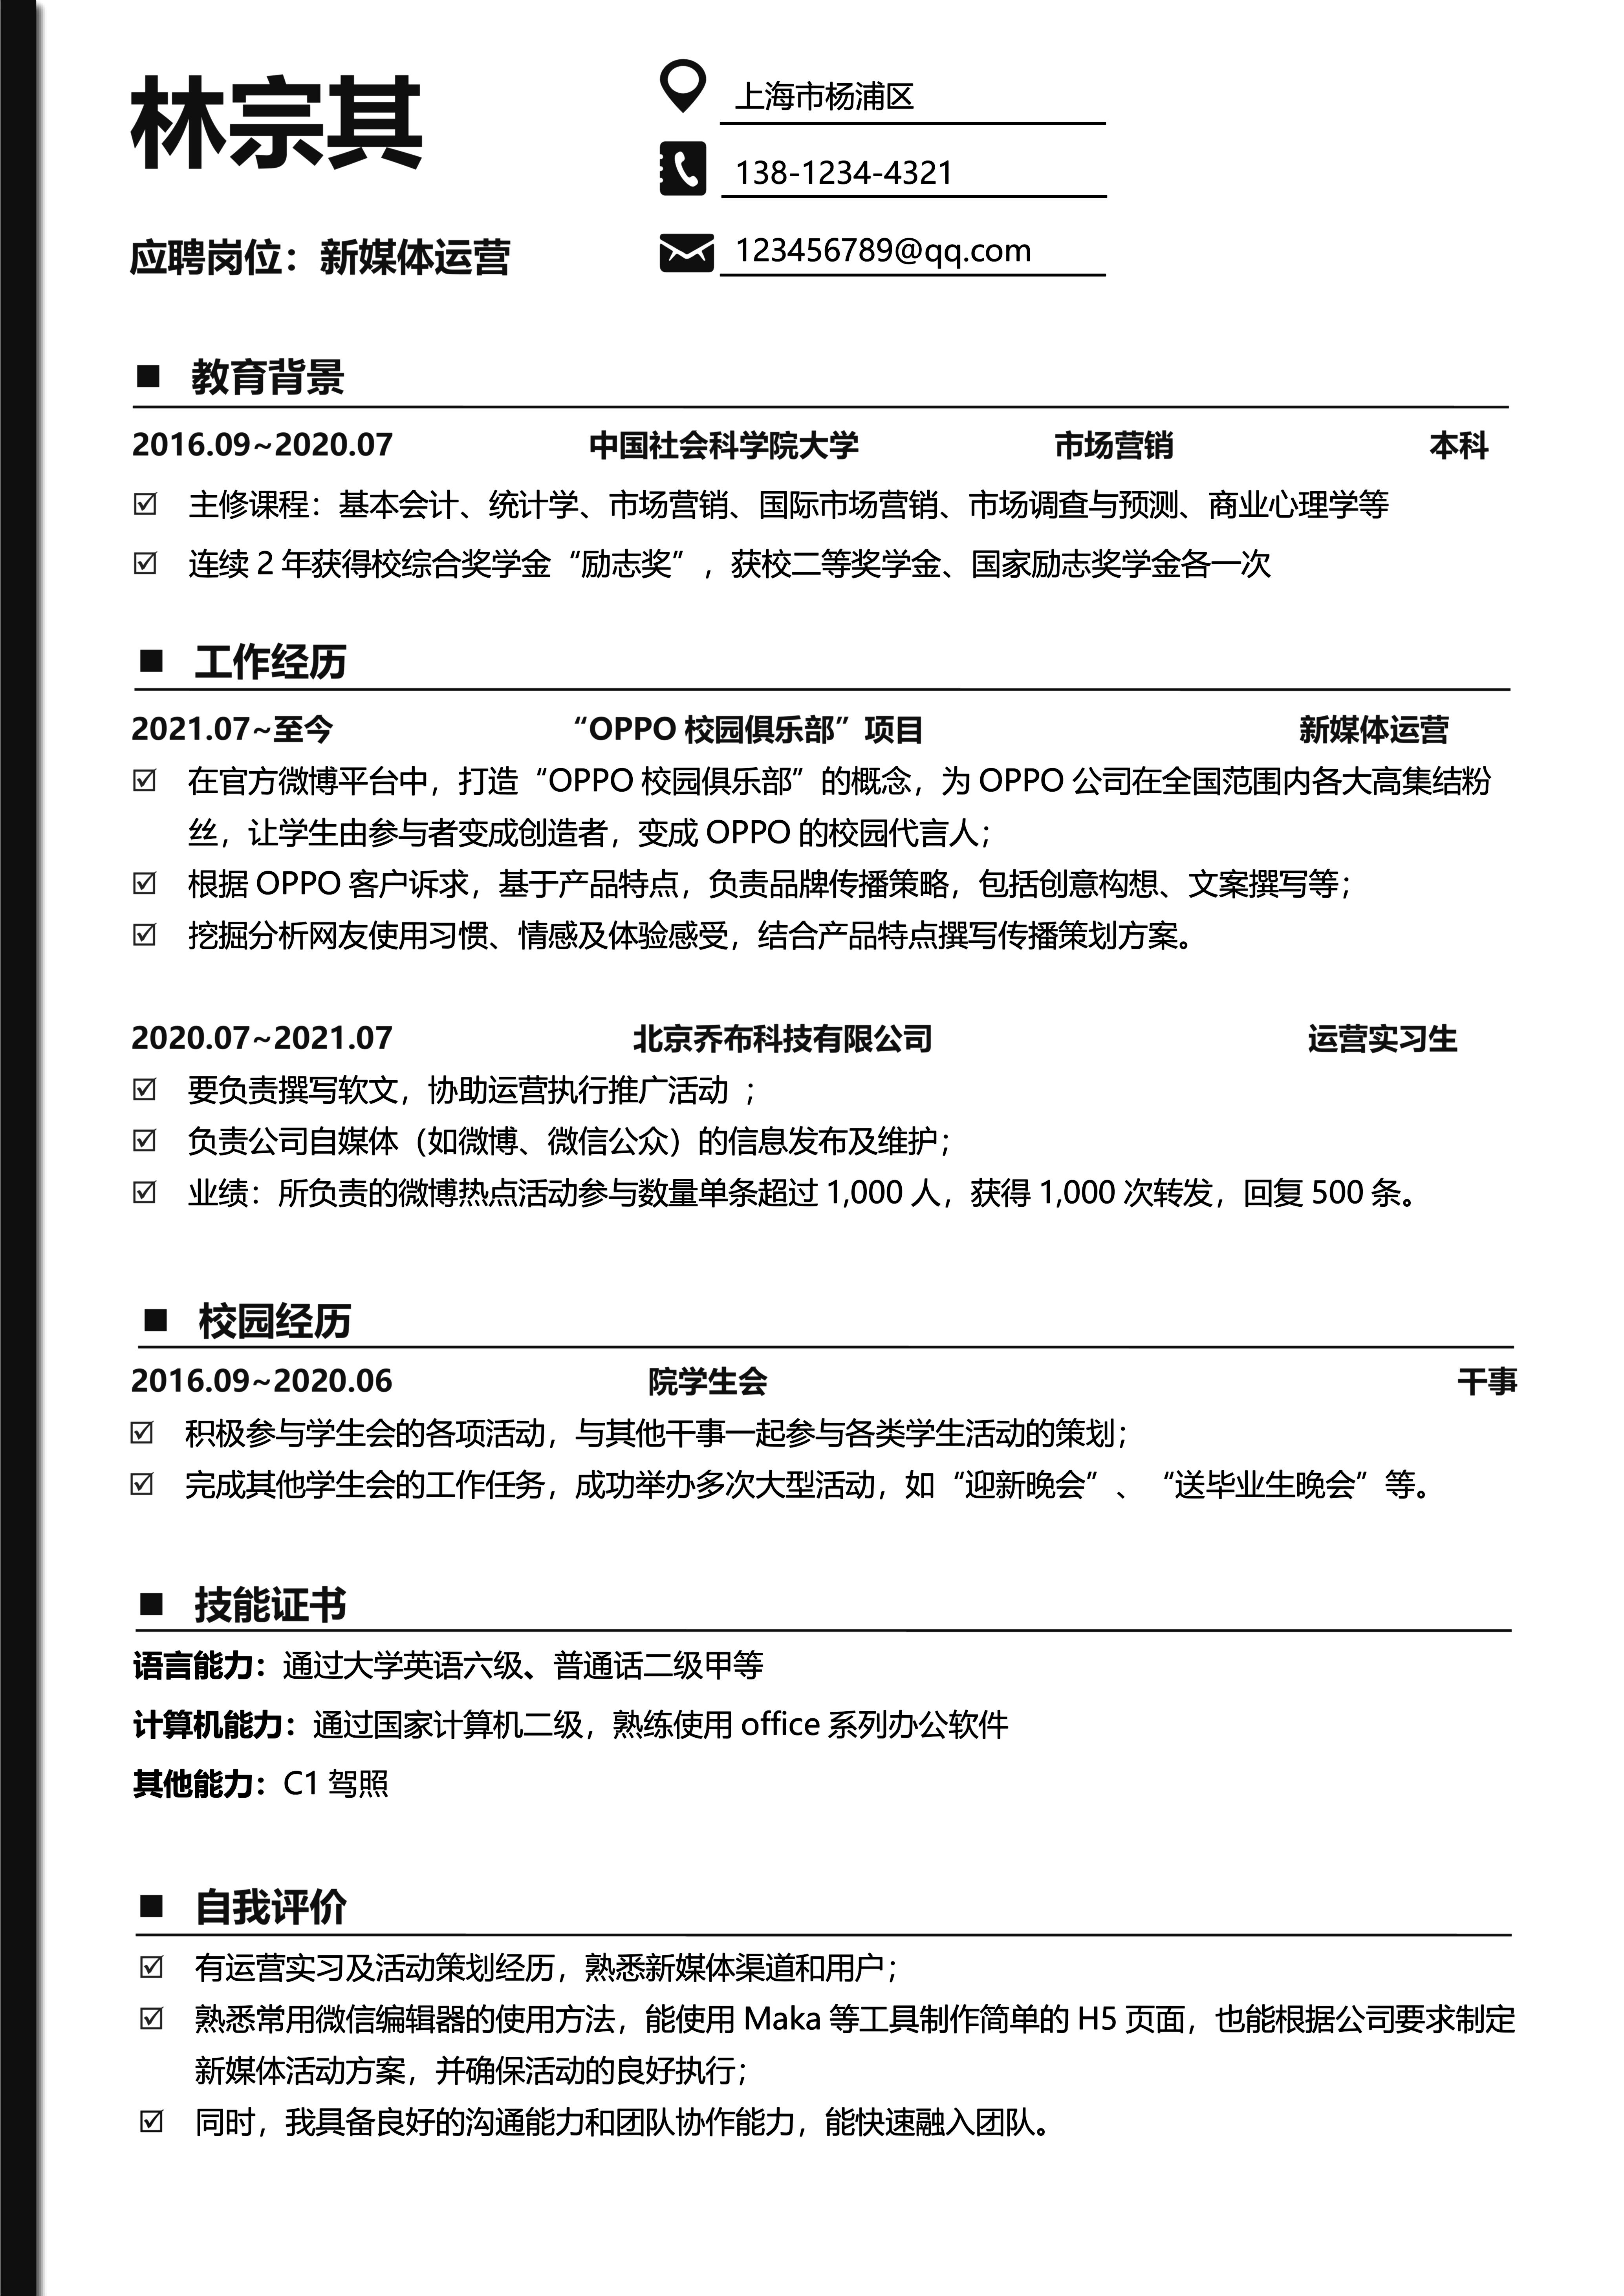 林宗其
应聘岗位：新媒体运营
上海市杨浦区
138-1234-4321
123456789@qq.com
教育背景
2016.09~2020.07 中国社会科学院大学 市场营销 本科
主修课程：基本会计、统计学、市场营销、国际市场营销、市场调查与预测、商业心理学等
连续 2 年获得校综合奖学金“励志奖”，获校二等奖学金、国家励志奖学金各一次
工作经历
2021.07~至今 “OPPO 校园俱乐部”项目 新媒体运营
在官方微博平台中，打造“OPPO 校园俱乐部”的概念，为 OPPO 公司在全国范围内各大高集结粉
丝，让学生由参与者变成创造者，变成 OPPO 的校园代言人；
根据 OPPO 客户诉求，基于产品特点，负责品牌传播策略，包括创意构想、文案撰写等；
挖掘分析网友使用习惯、情感及体验感受，结合产品特点撰写传播策划方案。
2020.07~2021.07 北京乔布科技有限公司 运营实习生
要负责撰写软文，协助运营执行推广活动 ；
负责公司自媒体（如微博、微信公众）的信息发布及维护；
业绩：所负责的微博热点活动参与数量单条超过 1,000 人，获得 1,000 次转发，回复 500 条。
校园经历
2016.09~2020.06 院学生会 干事
积极参与学生会的各项活动，与其他干事一起参与各类学生活动的策划；
完成其他学生会的工作任务，成功举办多次大型活动，如“迎新晚会”、“送毕业生晚会”等。
技能证书
语言能力：通过大学英语六级、普通话二级甲等
计算机能力：通过国家计算机二级，熟练使用 office 系列办公软件
其他能力：C1 驾照
自我评价
有运营实习及活动策划经历，熟悉新媒体渠道和用户；
熟悉常用微信编辑器的使用方法，能使用 Maka 等工具制作简单的 H5 页面，也能根据公司要求制定
新媒体活动方案，并确保活动的良好执行；
同时，我具备良好的沟通能力和团队协作能力，能快速融入团队。